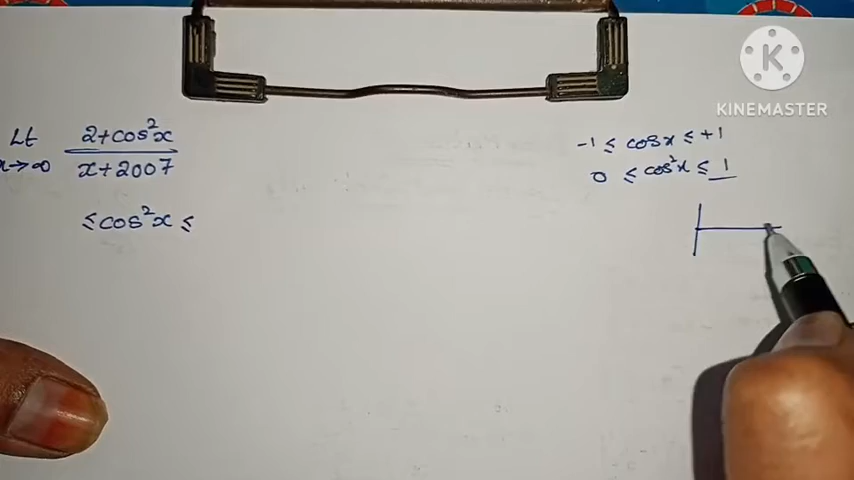 Lt 2+cos²x
x→∞ x+2007
≤ cos²x ≤
-1 ≤ cosx ≤ +1
0 ≤ cos²x ≤ 1
K
KINEMASTER